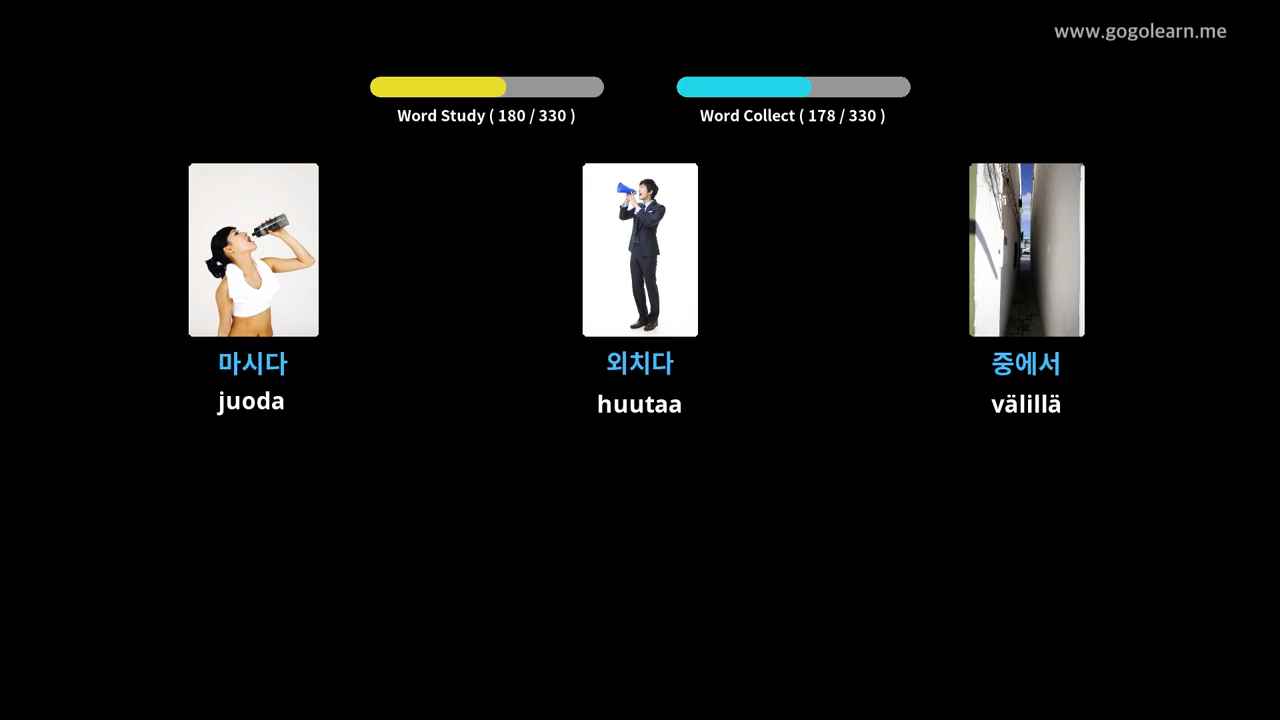 www.gogolearn.me
Word Study ( 180 / 330 )
Word Collect ( 178 / 330 )
마시다
외치다
중에서
juoda
huutaa
välillä